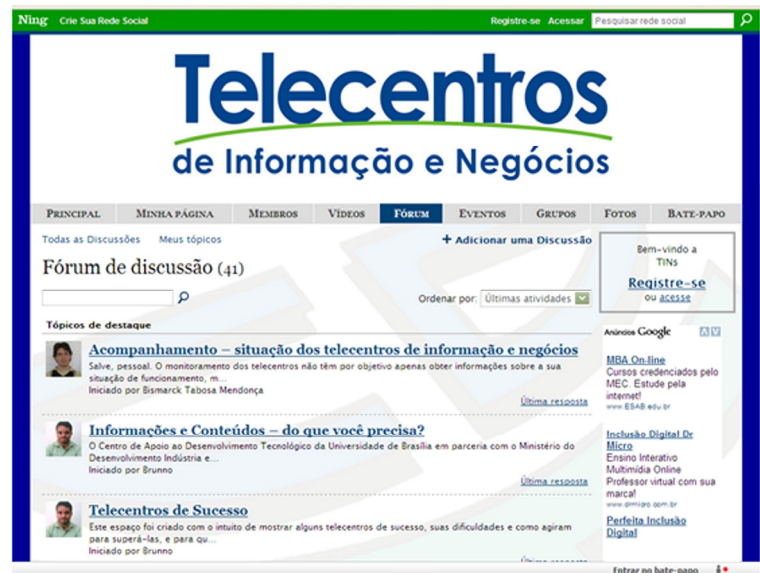 Ning Crie Sua Rede Social Registre-se Acessar Pesquisar rede social
Telecentros
de Informação e Negócios
PRINCIPAL MINHA PÁGINA MEMBROS VÍDEOS FÓRUM EVENTOS GRUPOS FOTOS BATE-PAPO
Todas as Discussões Meus tópicos + Adicionar uma Discussão
Fórum de discussão (41)
Ordenar por: Últimas atividades
Tópicos de destaque
Acompanhamento – situação dos telecentros de informação e negócios
Salve, pessoal. O monitoramento dos telecentros não têm por objetivo apenas obter informações sobre a sua
situação de funcionamento, m...
Iniciado por Bismarck Tabosa Mendonça
Última resposta
Informações e Conteúdos – do que você precisa?
O Centro de Apoio ao Desenvolvimento Tecnológico da Universidade de Brasília em parceria com o Ministério do
Desenvolvimento Indústria e...
Iniciado por Brunno
Última resposta
Telecentros de Sucesso
Este espaço foi criado com o intuito de mostrar alguns telecentros de sucesso, suas dificuldades e como agiram
para superá-las, e para qu...
Iniciado por Brunno
Última resposta
Bem-vindo a
TINs
Registre-se
ou acesse
Anúncios Google
MBA On-line
Cursos credenciados pelo
MEC. Estude pela
internet!
www.ESAB.edu.br
Inclusão Digital Dr
Micro
Ensino Interativo
Multimídia Online
Professor virtual com sua
marca!
www.drmicro.com.br
Perfeita Inclusão
Digital
Entrar no bate-papo